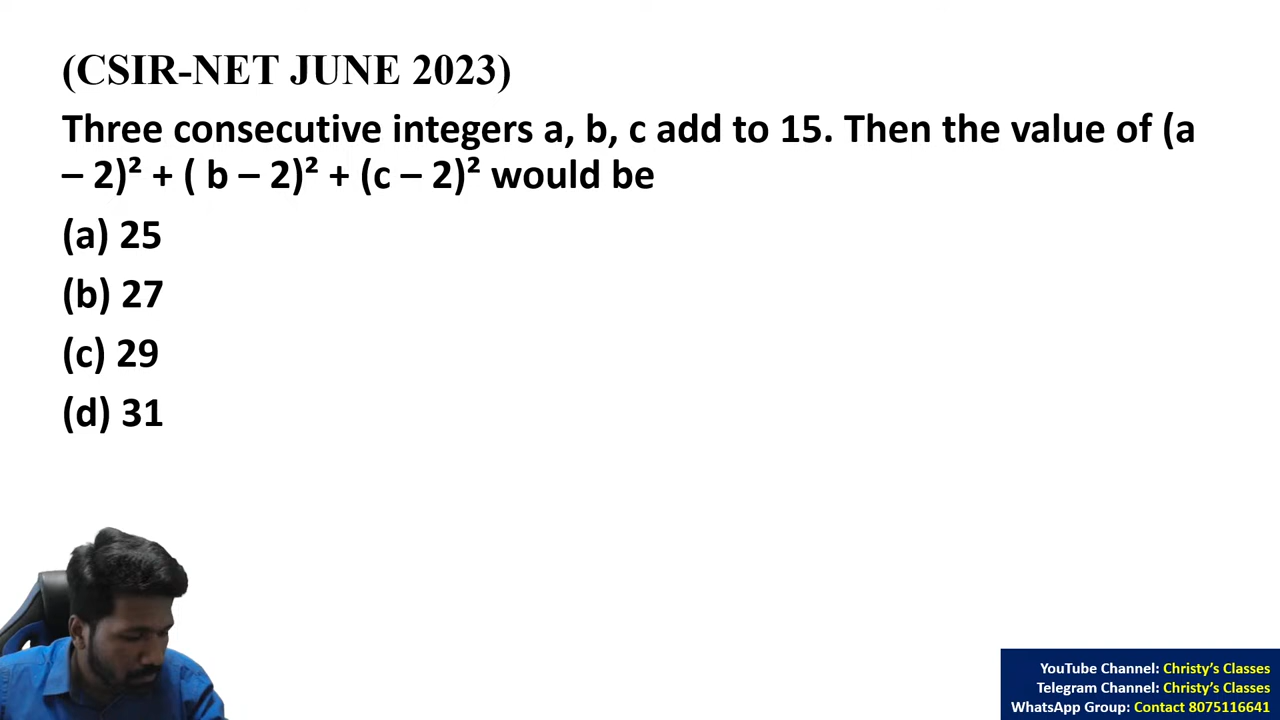 (CSIR-NET JUNE 2023)
Three consecutive integers a, b, c add to 15. Then the value of (a
– 2)² + ( b – 2)² + (c – 2)² would be
(a) 25
(b) 27
(c) 29
(d) 31
YouTube Channel: Christy’s Classes
Telegram Channel: Christy’s Classes
WhatsApp Group: Contact 8075116641